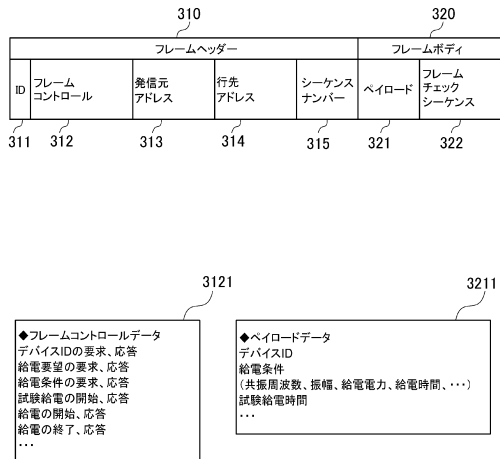 310
320
フレームヘッダー
フレームボディ
ID
フレーム
コントロール
発信元
アドレス
行先
アドレス
シーケンス
ナンバー
ペイロード
フレーム
チェック
シーケンス
311
312
313
314
315
321
322
3121
◆フレームコントロールデータ
デバイスIDの要求、応答
給電要望の要求、応答
給電条件の要求、応答
試験給電の開始、応答
給電の開始、応答
給電の終了、応答
・・・
3211
◆ペイロードデータ
デバイスID
給電条件
(共振周波数、振幅、給電電力、給電時間、・・・)
試験給電時間
・・・